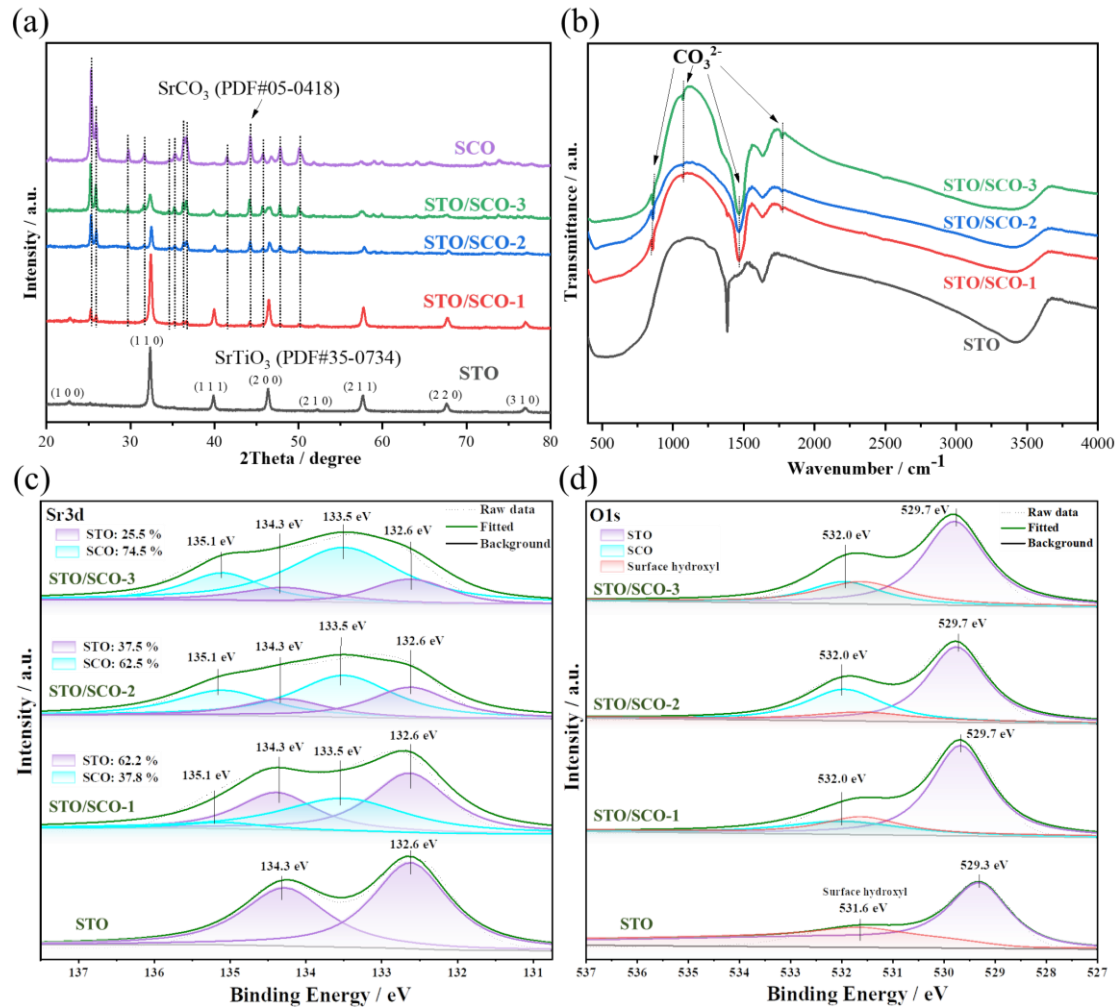 (a)
SrCO₃ (PDF#05-0418)
SCO
STO/SCO-3
STO/SCO-2
STO/SCO-1
(1 1 0)
SrTiO₃ (PDF#35-0734)
STO
(1 0 0)
(1 1 1)
(2 0 0)
(2 1 0)
(2 1 1)
(2 2 0)
(3 1 0)
20 30 40 50 60 70 80
2Theta / degree
Intensity / a.u.
(b)
CO₃²⁻
STO/SCO-3
STO/SCO-2
STO/SCO-1
STO
500 1000 1500 2000 2500 3000 3500 4000
Wavenumber / cm⁻¹
Transmittance / a.u.
(c)
Sr3d
Raw data
Fitted
Background
STO: 25.5 %
SCO: 74.5 %
STO/SCO-3
135.1 eV
134.3 eV
133.5 eV
132.6 eV
STO: 37.5 %
SCO: 62.5 %
STO/SCO-2
135.1 eV
134.3 eV
133.5 eV
132.6 eV
STO: 62.2 %
SCO: 37.8 %
STO/SCO-1
135.1 eV
134.3 eV
133.5 eV
132.6 eV
STO
134.3 eV
132.6 eV
137 136 135 134 133 132 131
Binding Energy / eV
Intensity / a.u.
(d)
O1s
STO
SCO
Surface hydroxyl
Raw data
Fitted
Background
STO/SCO-3
532.0 eV
529.7 eV
STO/SCO-2
532.0 eV
529.7 eV
STO/SCO-1
532.0 eV
529.7 eV
STO
Surface hydroxyl
531.6 eV
529.3 eV
537 536 535 534 533 532 531 530 529 528 527
Binding Energy / eV
Intensity / a.u.